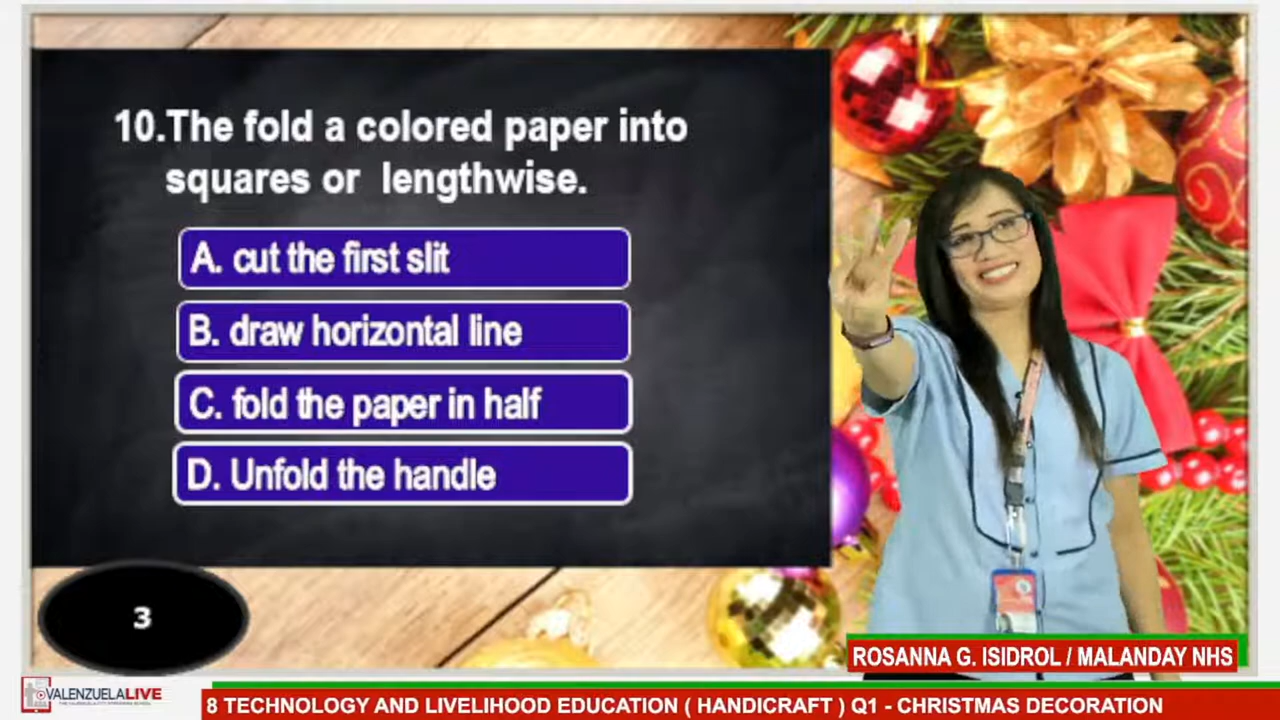 10.The fold a colored paper into
squares or lengthwise.
A. cut the first slit
B. draw horizontal line
C. fold the paper in half
D. Unfold the handle
3
ROSANNA G. ISIDROL / MALANDAY NHS
VALENZUELALIVE
8 TECHNOLOGY AND LIVELIHOOD EDUCATION ( HANDICRAFT ) Q1 - CHRISTMAS DECORATION